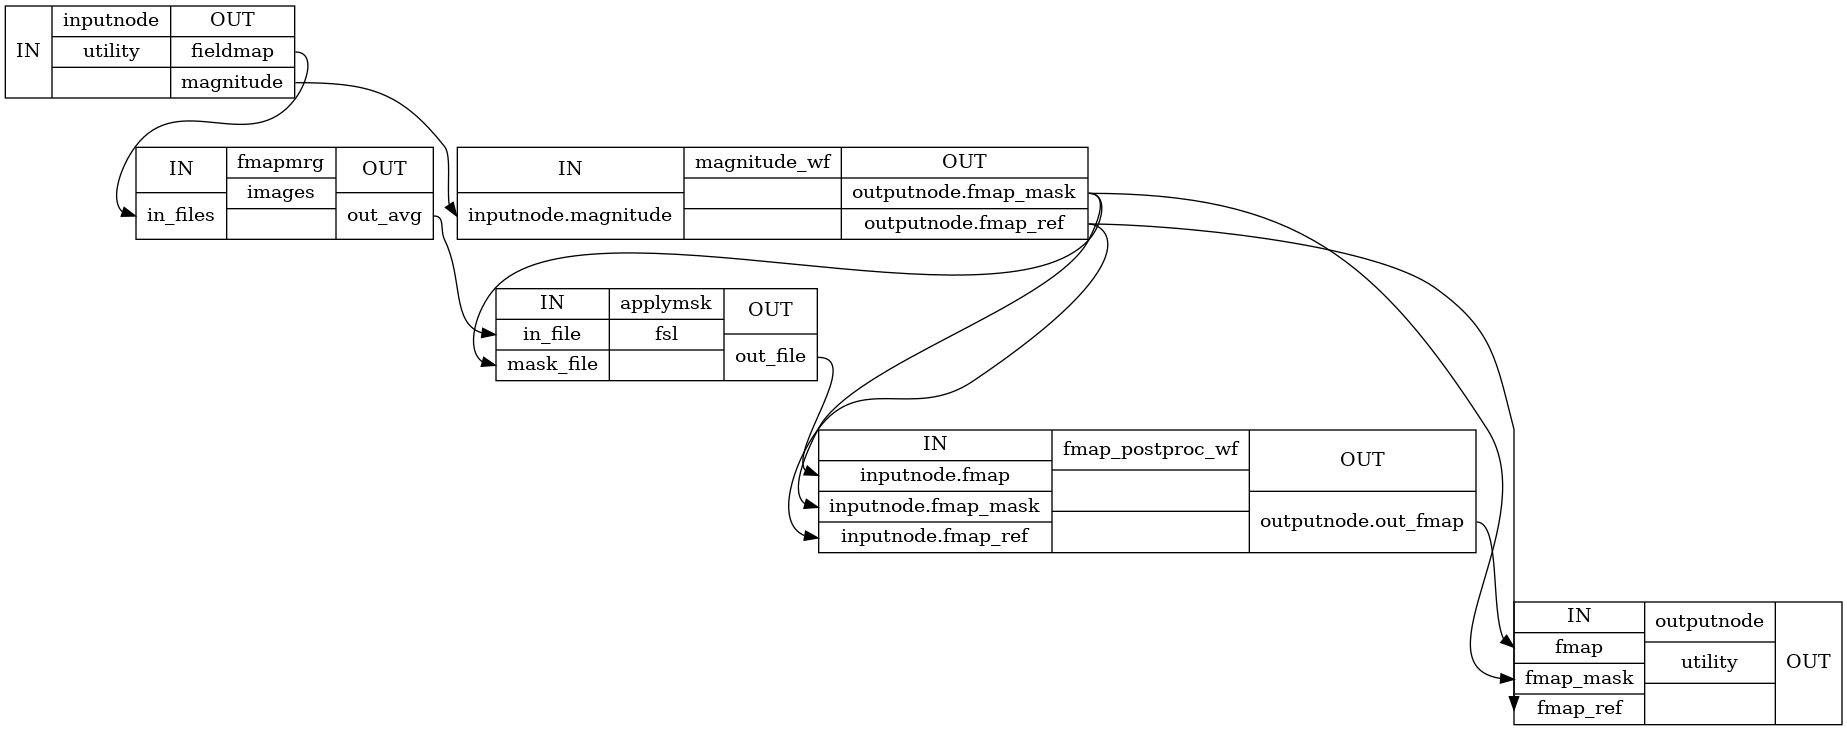 IN
inputnode
OUT
utility
fieldmap
magnitude
IN
fmapmrg
OUT
images
in_files
out_avg
IN
magnitude_wf
OUT
outputnode.fmap_mask
inputnode.magnitude
outputnode.fmap_ref
IN
applymsk
OUT
in_file
fsl
mask_file
out_file
IN
fmap_postproc_wf
OUT
inputnode.fmap
inputnode.fmap_mask
outputnode.out_fmap
inputnode.fmap_ref
IN
outputnode
OUT
fmap
utility
fmap_mask
fmap_ref